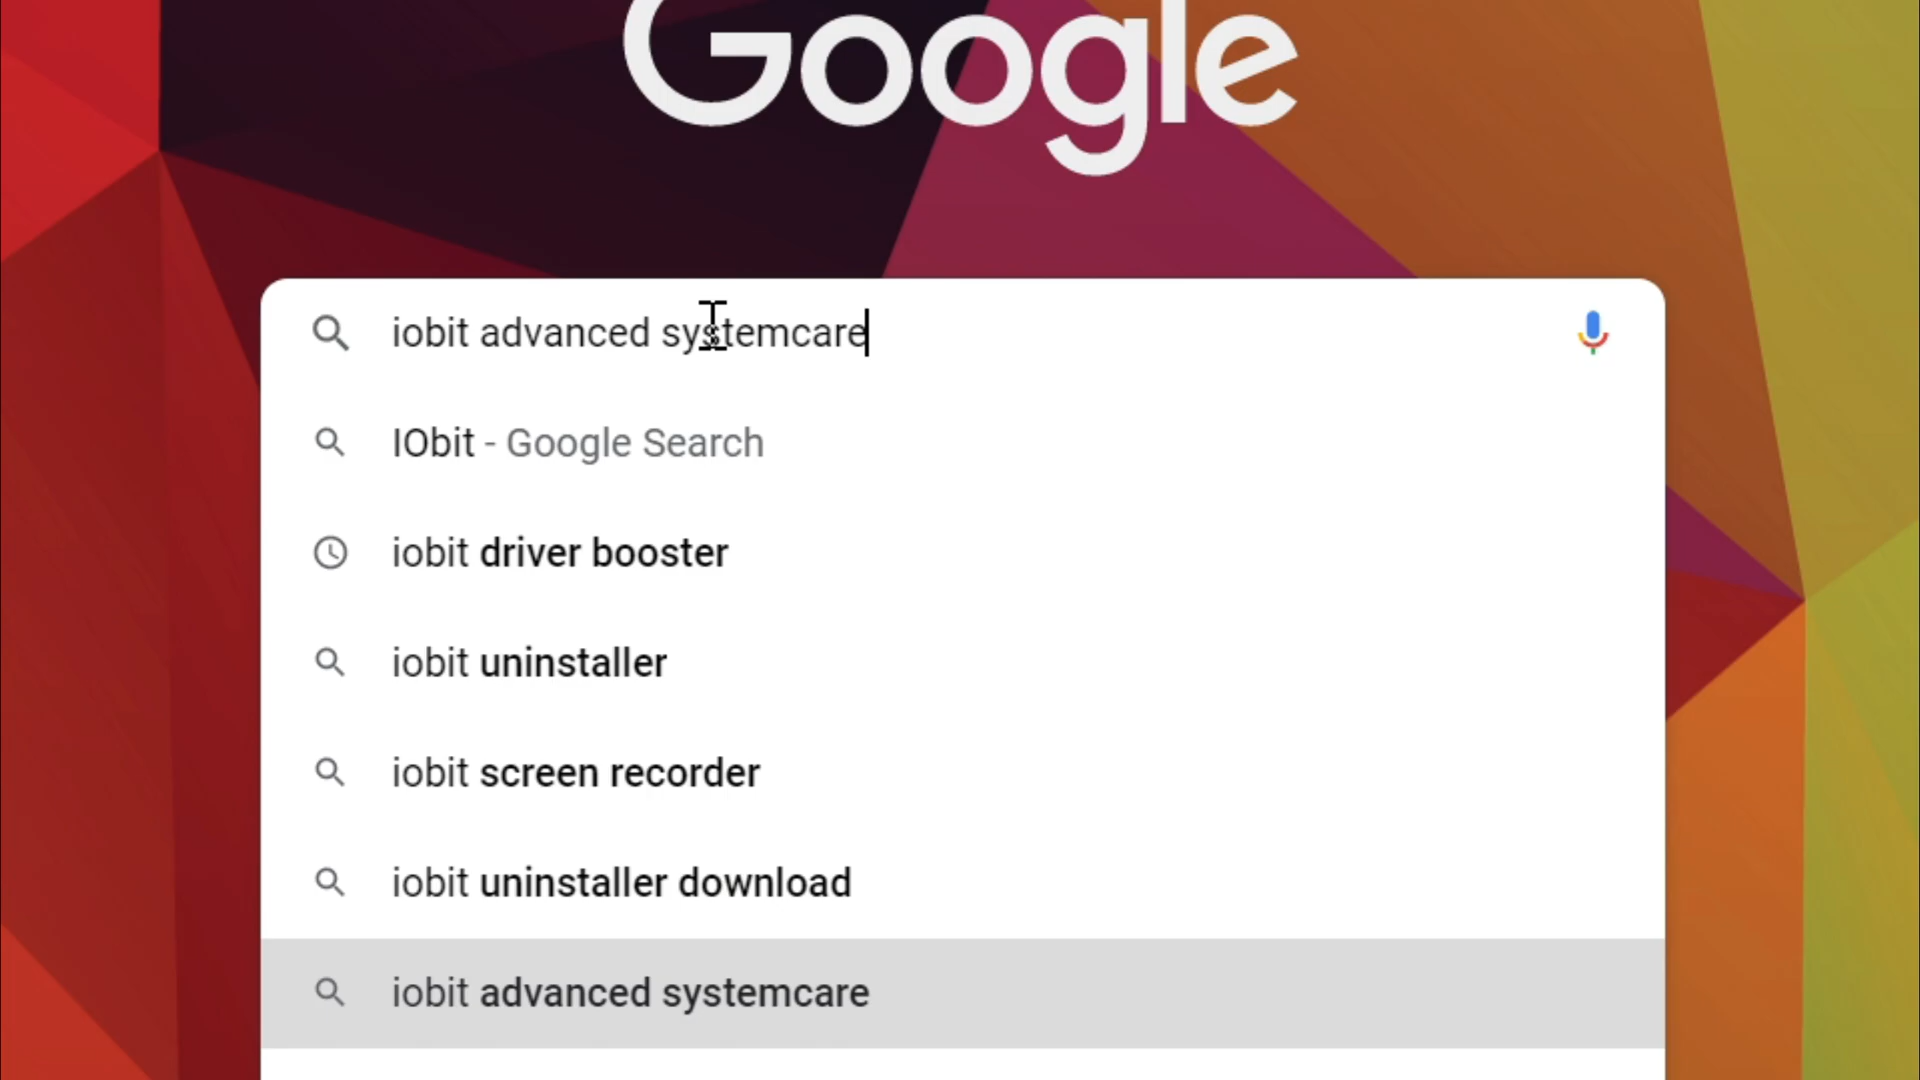 Google
iobit advanced systemcare
IObit - Google Search
iobit driver booster
iobit uninstaller
iobit screen recorder
iobit uninstaller download
iobit advanced systemcare